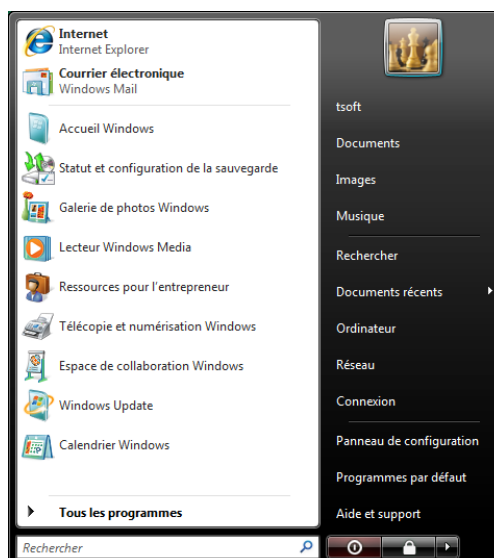 Internet
Internet Explorer
Courrier électronique
Windows Mail
Accueil Windows
Statut et configuration de la sauvegarde
Galerie de photos Windows
Lecteur Windows Media
Ressources pour l'entrepreneur
Télécopie et numérisation Windows
Espace de collaboration Windows
Windows Update
Calendrier Windows
Tous les programmes
Rechercher
tsoft
Documents
Images
Musique
Rechercher
Documents récents
Ordinateur
Réseau
Connexion
Panneau de configuration
Programmes par défaut
Aide et support